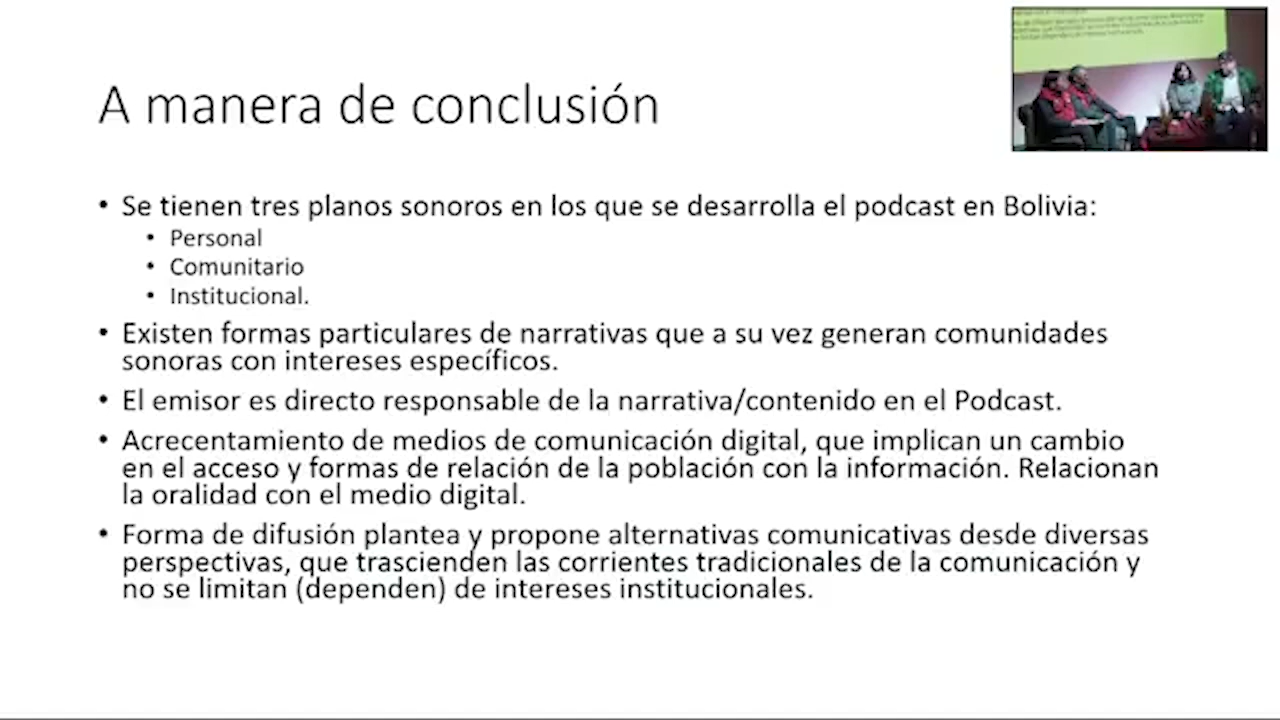 A manera de conclusión
• Se tienen tres planos sonoros en los que se desarrolla el podcast en Bolivia:
• Personal
• Comunitario
• Institucional.
• Existen formas particulares de narrativas que a su vez generan comunidades
sonoras con intereses específicos.
• El emisor es directo responsable de la narrativa/contenido en el Podcast.
• Acrecentamiento de medios de comunicación digital, que implican un cambio
en el acceso y formas de relación de la población con la información. Relacionan
la oralidad con el medio digital.
• Forma de difusión plantea y propone alternativas comunicativas desde diversas
perspectivas, que trascienden las corrientes tradicionales de la comunicación y
no se limitan (dependen) de intereses institucionales.